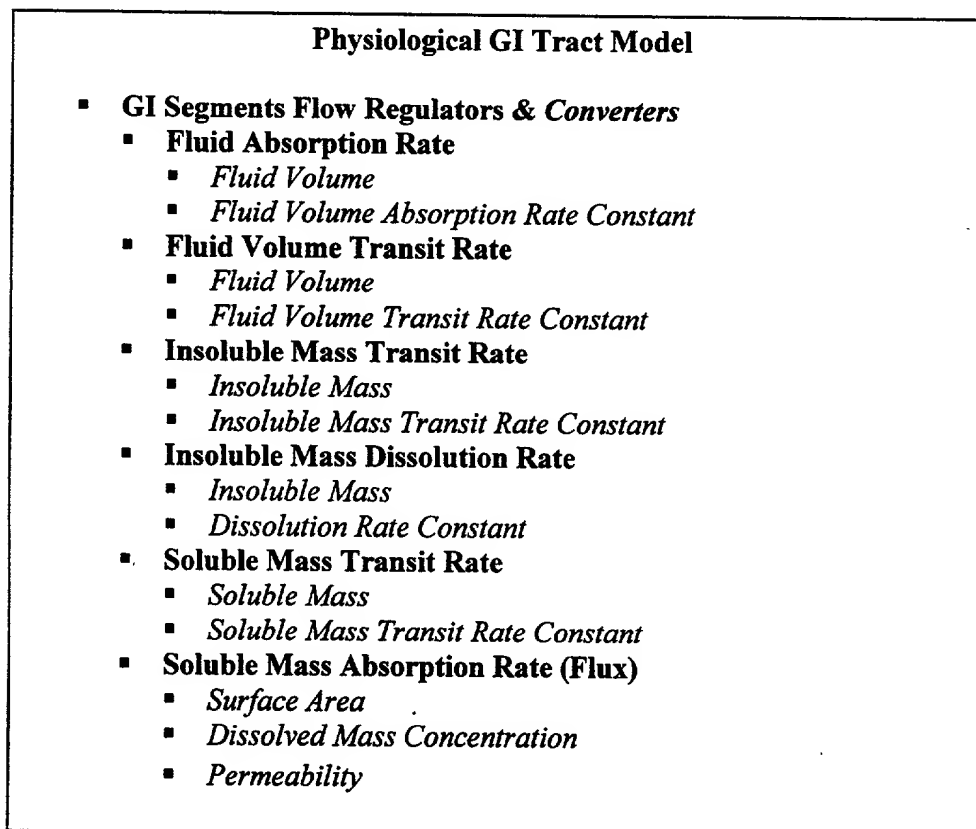 Physiological GI Tract Model
▪ GI Segments Flow Regulators & Converters
▪ Fluid Absorption Rate
▪ Fluid Volume
▪ Fluid Volume Absorption Rate Constant
▪ Fluid Volume Transit Rate
▪ Fluid Volume
▪ Fluid Volume Transit Rate Constant
▪ Insoluble Mass Transit Rate
▪ Insoluble Mass
▪ Insoluble Mass Transit Rate Constant
▪ Insoluble Mass Dissolution Rate
▪ Insoluble Mass
▪ Dissolution Rate Constant
▪ Soluble Mass Transit Rate
▪ Soluble Mass
▪ Soluble Mass Transit Rate Constant
▪ Soluble Mass Absorption Rate (Flux)
▪ Surface Area
▪ Dissolved Mass Concentration
▪ Permeability